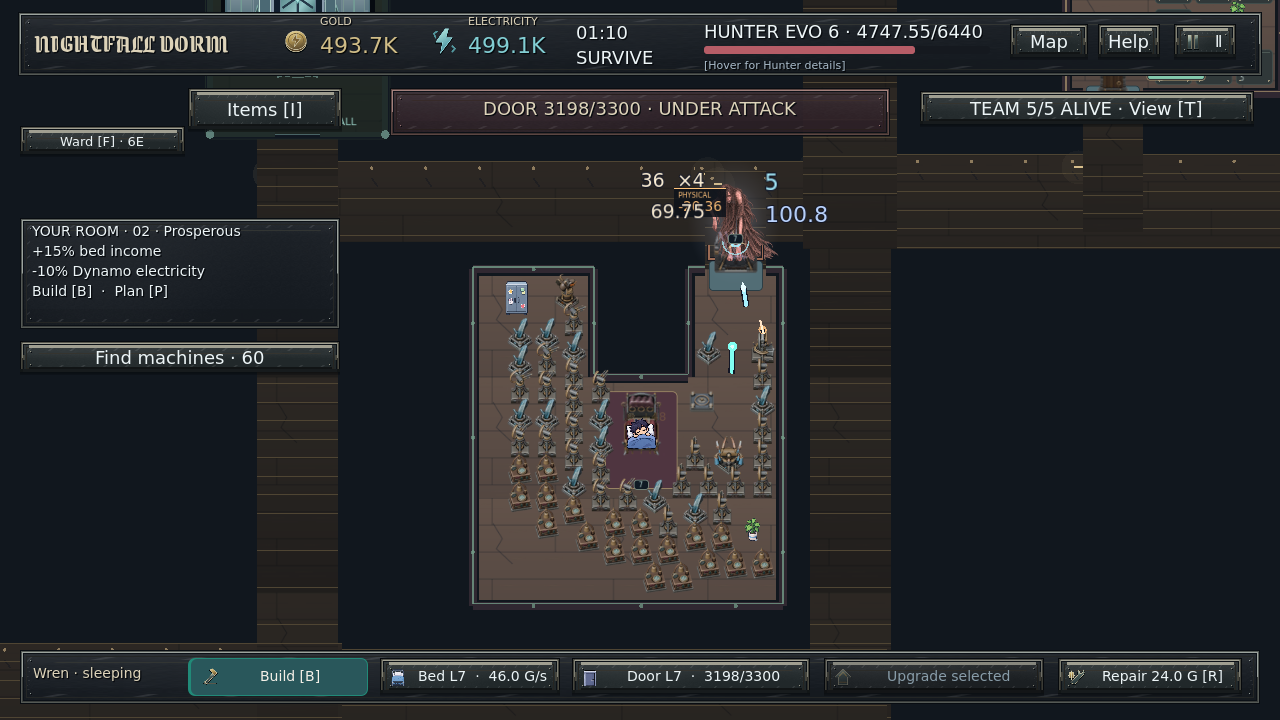 NIGHTFALL DORM
GOLD
493.7K
ELECTRICITY
499.1K
01:10
SURVIVE
HUNTER EVO 6 · 4747.55/6440
[Hover for Hunter details]
Map
Help
II
Items [I]
DOOR 3198/3300 · UNDER ATTACK
TEAM 5/5 ALIVE · View [T]
Ward [F] · 6E
YOUR ROOM · 02 · Prosperous
+15% bed income
-10% Dynamo electricity
Build [B] · Plan [P]
Find machines · 60
36 ×4
5
PHYSICAL
69.75
100.8
7
7
Wren · sleeping
Build [B]
Bed L7 · 46.0 G/s
Door L7 · 3198/3300
Upgrade selected
Repair 24.0 G [R]